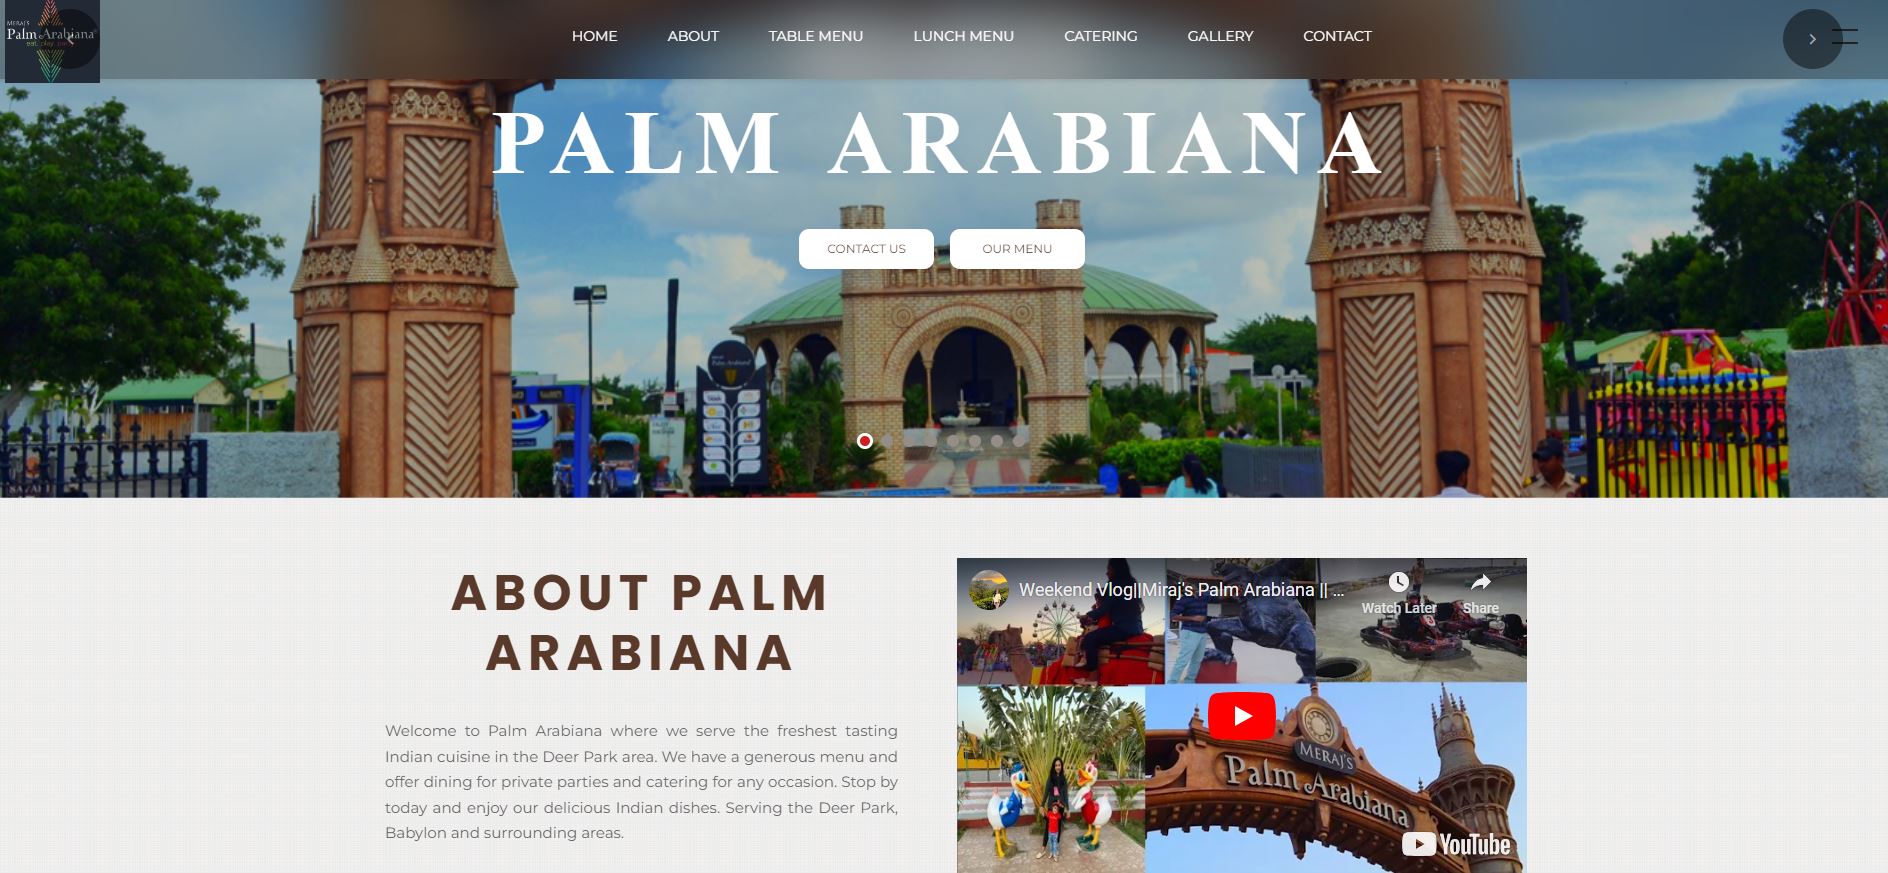 MERAJ'S
Palm Arabiana
eat. play.
HOME
ABOUT
TABLE MENU
LUNCH MENU
CATERING
GALLERY
CONTACT
PALM ARABIANA
CONTACT US
OUR MENU
Palm Arabiana
ABOUT PALM
ARABIANA
Welcome to Palm Arabiana where we serve the freshest tasting
Indian cuisine in the Deer Park area. We have a generous menu and
offer dining for private parties and catering for any occasion. Stop by
today and enjoy our delicious Indian dishes. Serving the Deer Park,
Babylon and surrounding areas.
Weekend Vlog||Miraj's Palm Arabiana || ...
Watch Later
Share
MERAJ'S
Palm Arabiana
YouTube